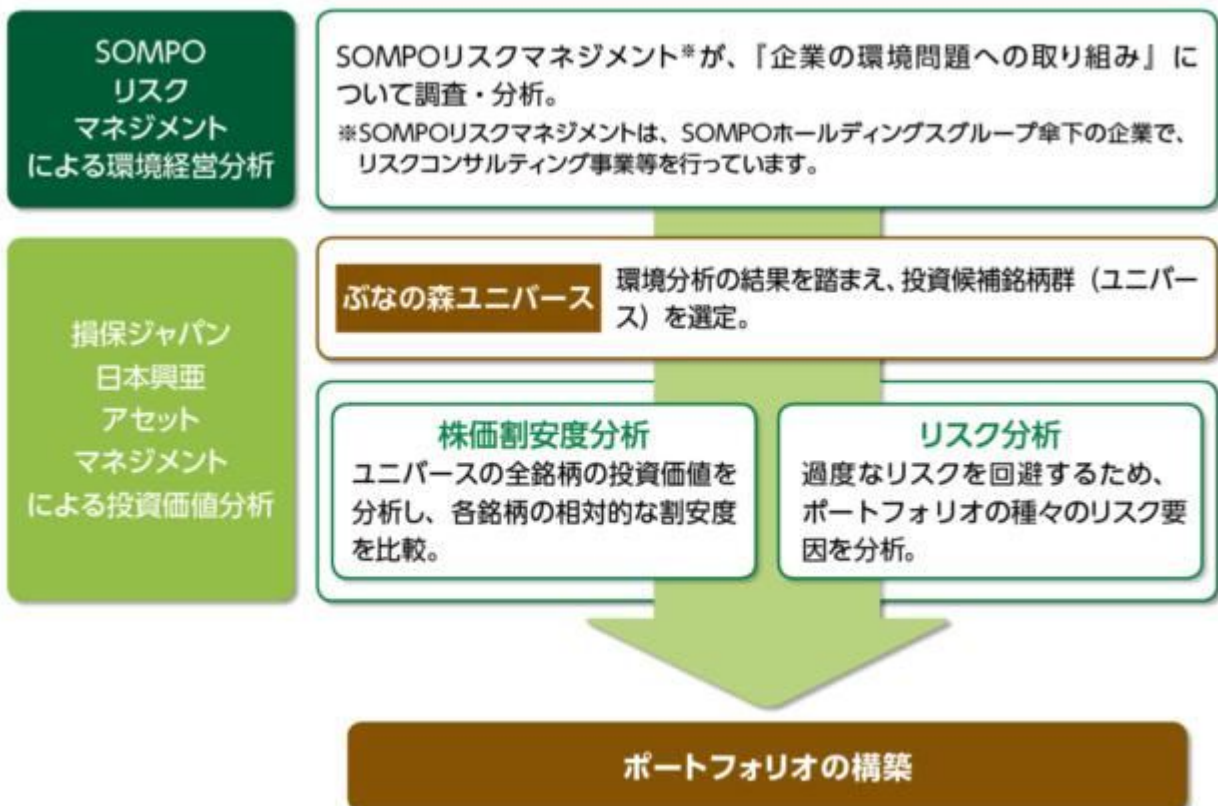 SOMPO
リスク
マネジメント
による環境経営分析
SOMPOリスクマネジメント※が、『企業の環境問題への取り組み』に
ついて調査・分析。
※SOMPOリスクマネジメントは、SOMPOホールディングスグループ傘下の企業で、
リスクコンサルティング事業等を行っています。
損保ジャパン
日本興亜
アセット
マネジメント
による投資価値分析
ぶなの森ユニバース
環境分析の結果を踏まえ、投資候補銘柄群（ユニバー
ス）を選定。
株価割安度分析
ユニバースの全銘柄の投資価値を
分析し、各銘柄の相対的な割安度
を比較。
リスク分析
過度なリスクを回避するため、
ポートフォリオの種々のリスク要
因を分析。
ポートフォリオの構築